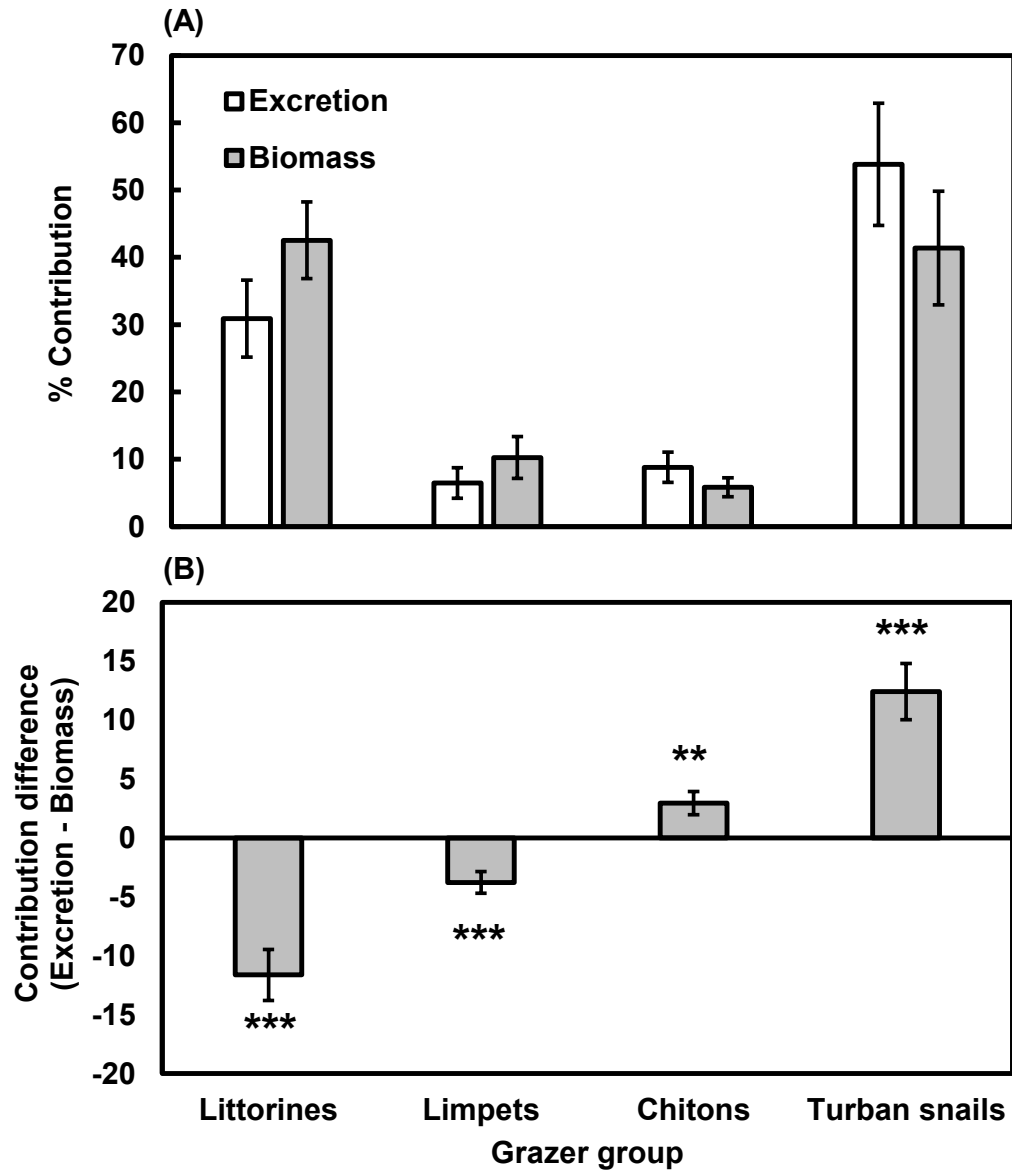 (A)
70
60
50
40
30
20
10
0
% Contribution
Excretion
Biomass
(B)
20
15
10
5
0
-5
-10
-15
-20
Contribution difference
(Excretion - Biomass)
***
***
**
***
Littorines Limpets Chitons Turban snails
Grazer group